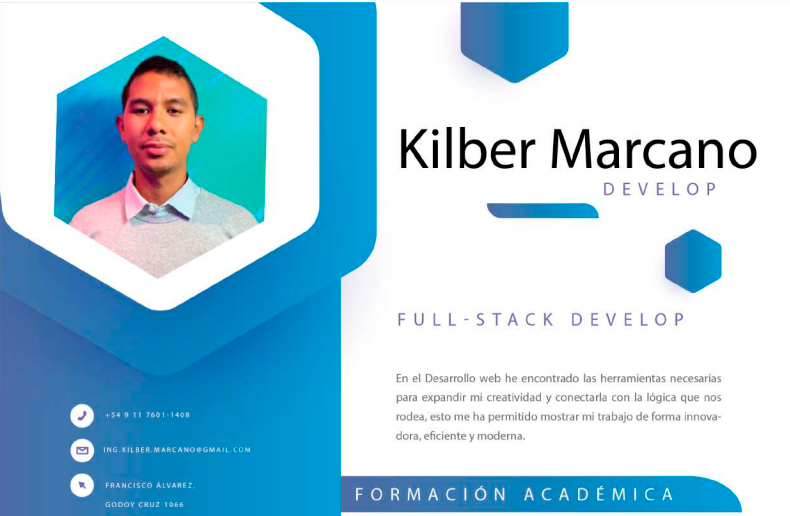 Kilber Marcano
DEVELOP
FULL-STACK DEVELOP
En el Desarrollo web he encontrado las herramientas necesarias
para expandir mi creatividad y conectarla con la lógica que nos
rodea, esto me ha permitido mostrar mi trabajo de forma innova-
dora, eficiente y moderna.
+54 9 11 7601-1408
ING.KILBER.MARCANO@GMAIL.COM
FRANCISCO ÁLVAREZ.
GODOY CRUZ 1966
FORMACIÓN ACADÉMICA